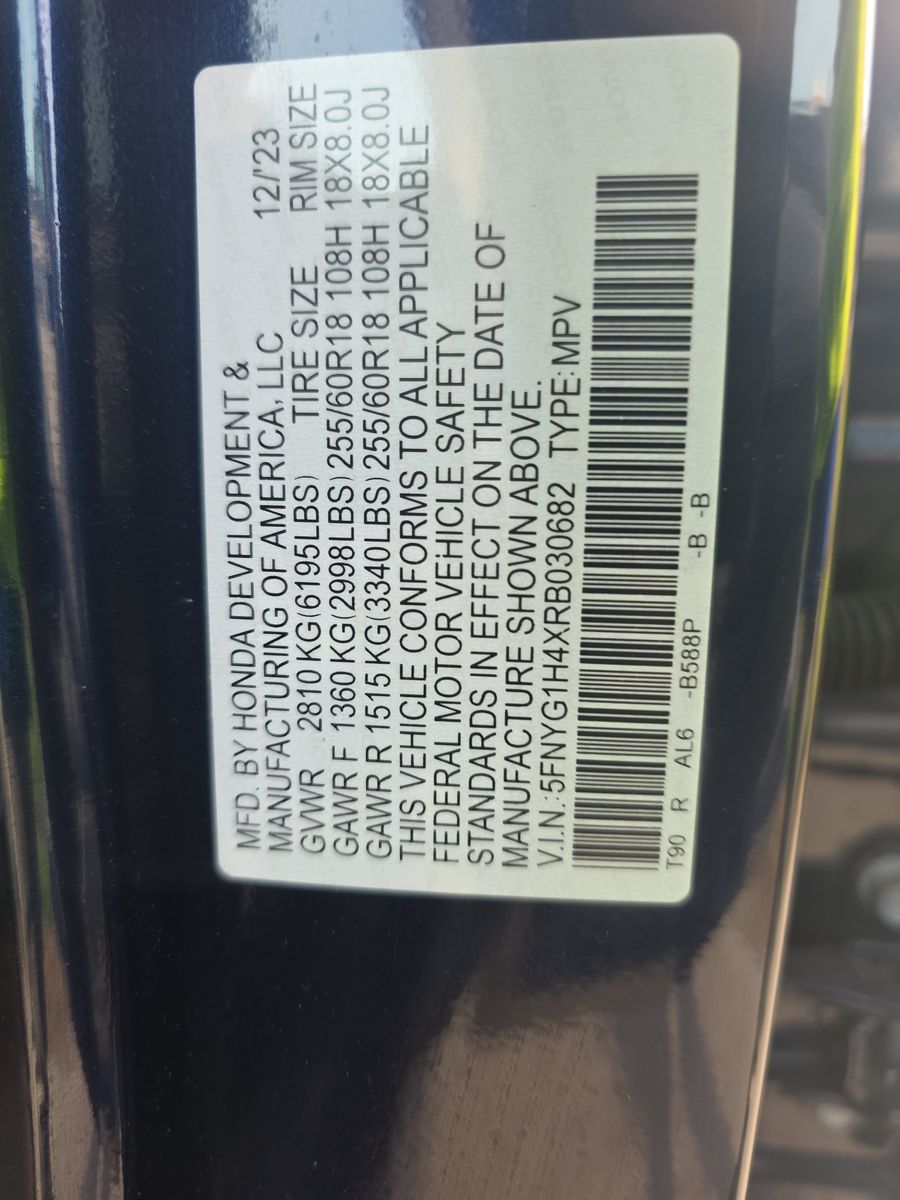 MFD. BY HONDA DEVELOPMENT &
MANUFACTURING OF AMERICA, LLC 12/'23
GVWR 2810 KG(6195LBS) TIRE SIZE RIM SIZE
GAWR F 1360 KG(2998LBS) 255/60R18 108H 18X8.0J
GAWR R 1515 KG(3340LBS) 255/60R18 108H 18X8.0J
THIS VEHICLE CONFORMS TO ALL APPLICABLE
FEDERAL MOTOR VEHICLE SAFETY
STANDARDS IN EFFECT ON THE DATE OF
MANUFACTURE SHOWN ABOVE.
V.I.N.:5FNYG1H4XRB030682 TYPE: MPV
T90 R AL6 -B588P -B -B